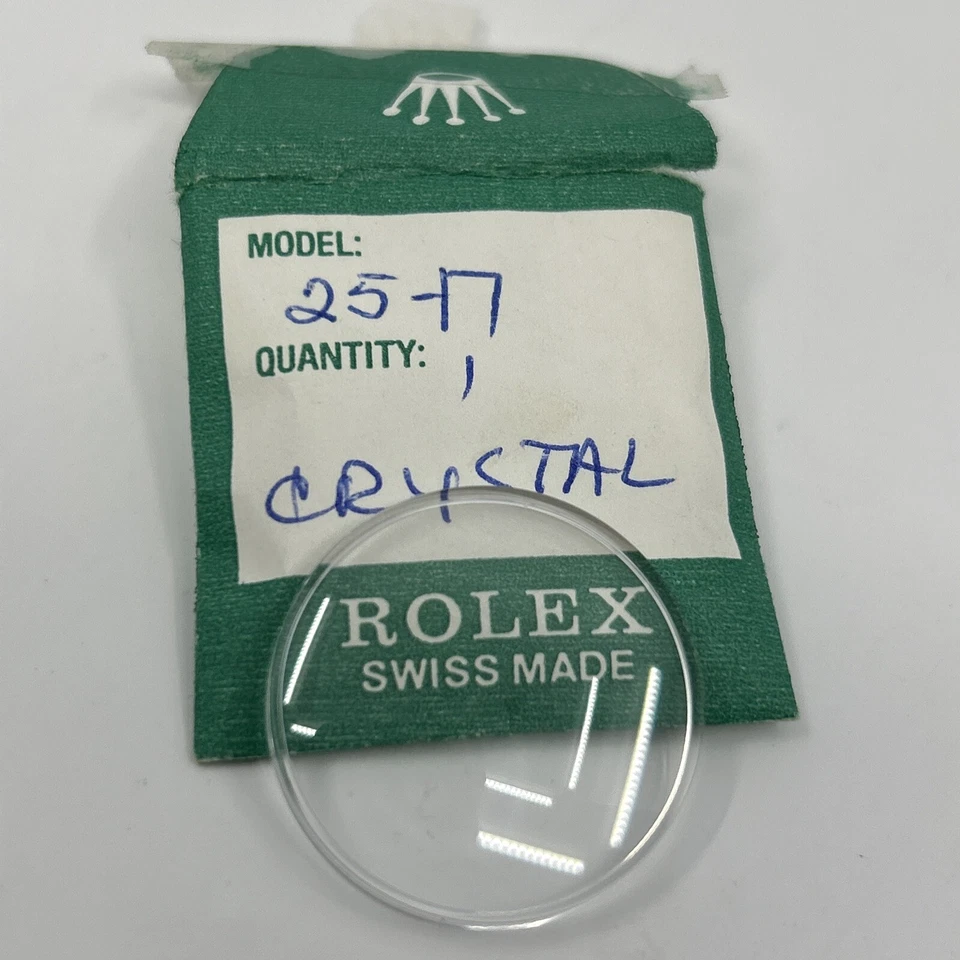 MODEL:
25-17
QUANTITY:
1
CRYSTAL
ROLEX
SWISS MADE